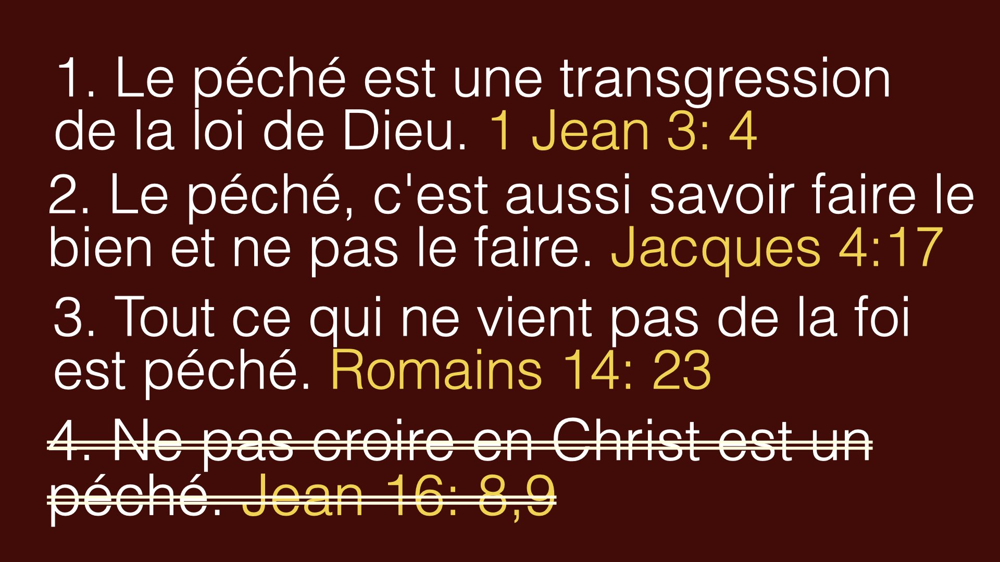 1. Le péché est une transgression
de la loi de Dieu. 1 Jean 3: 4
2. Le péché, c'est aussi savoir faire le
bien et ne pas le faire. Jacques 4:17
3. Tout ce qui ne vient pas de la foi
est péché. Romains 14: 23
4. Ne pas croire en Christ est un
péché. Jean 16: 8,9